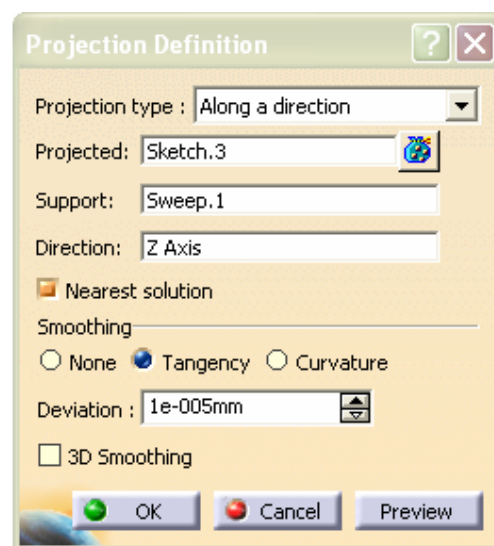 Projection Definition ?
Projection type : Along a direction
Projected: Sketch.3
Support: Sweep.1
Direction: Z Axis
Nearest solution
Smoothing
None Tangency Curvature
Deviation : 1e-005mm
3D Smoothing
OK Cancel Preview